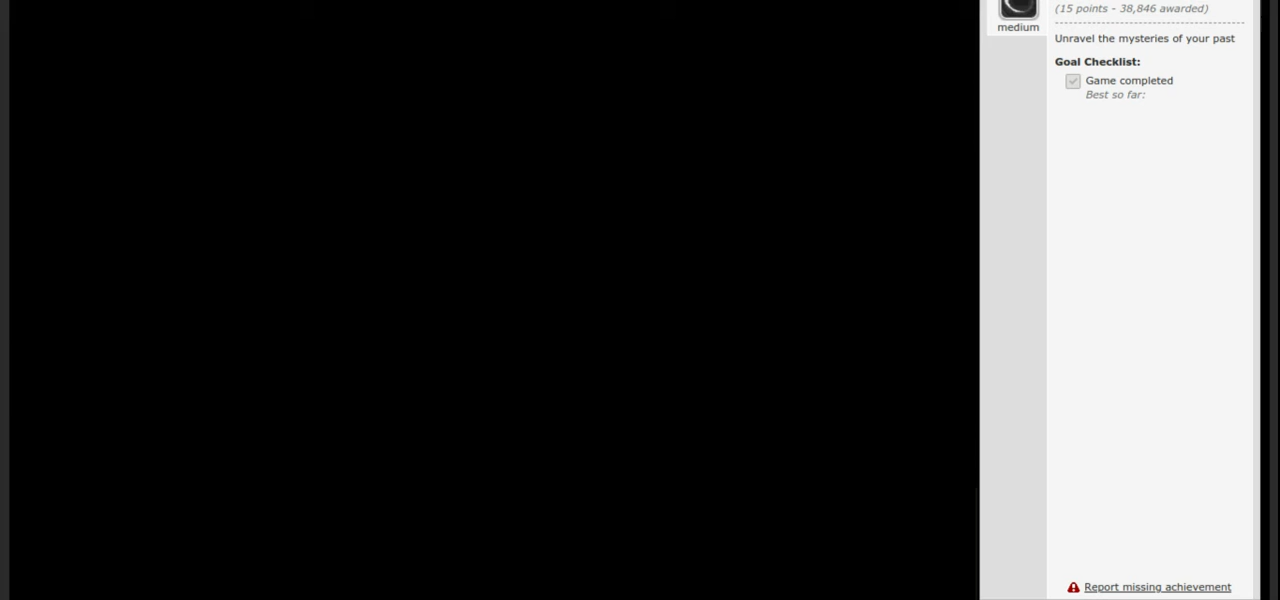 (15 points - 38,846 awarded)
medium
Unravel the mysteries of your past
Goal Checklist:
Game completed
Best so far:
Report missing achievement